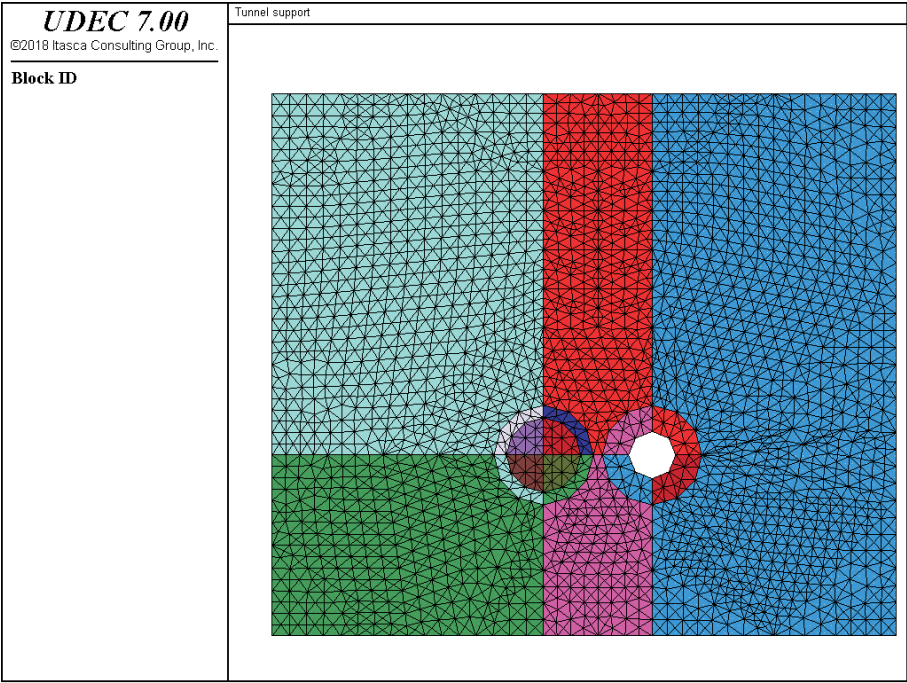 UDEC 7.00
©2018 Itasca Consulting Group, Inc.
Block ID
Tunnel support